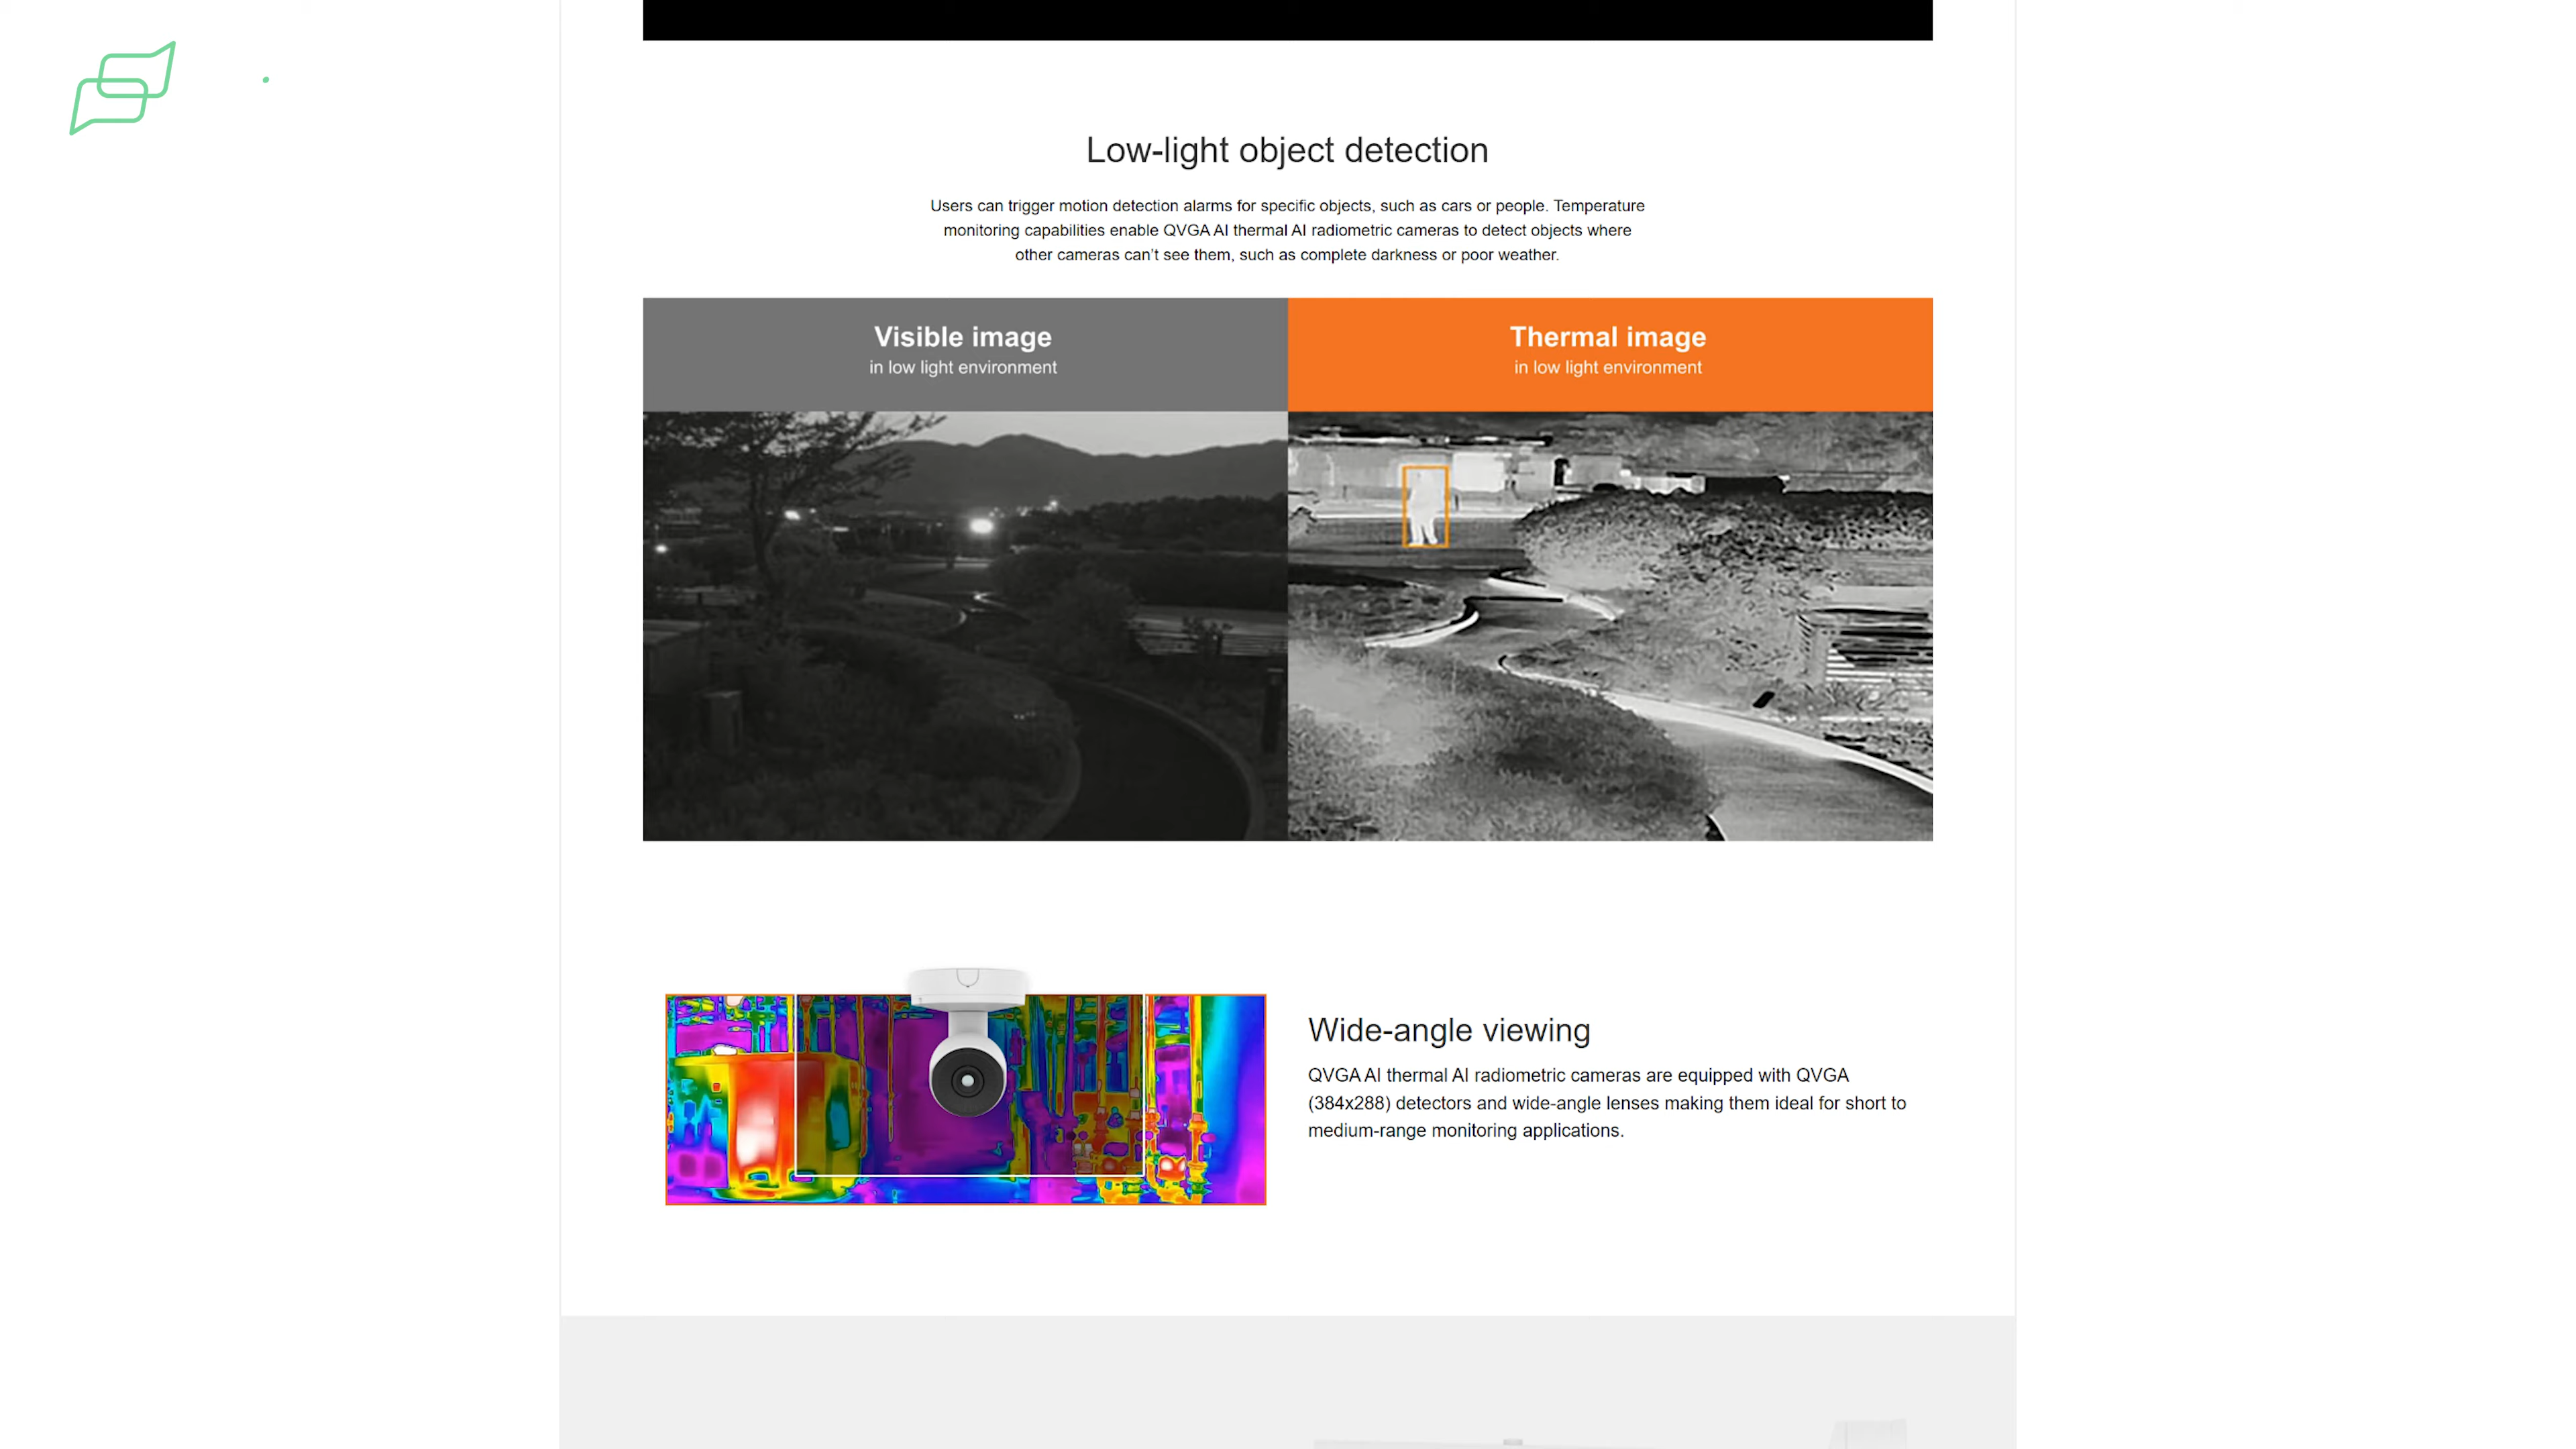 Low-light object detection
Users can trigger motion detection alarms for specific objects, such as cars or people. Temperature
monitoring capabilities enable QVGA AI thermal AI radiometric cameras to detect objects where
other cameras can't see them, such as complete darkness or poor weather.
Visible image
in low light environment
Thermal image
in low light environment
Wide-angle viewing
QVGA AI thermal AI radiometric cameras are equipped with QVGA
(384x288) detectors and wide-angle lenses making them ideal for short to
medium-range monitoring applications.